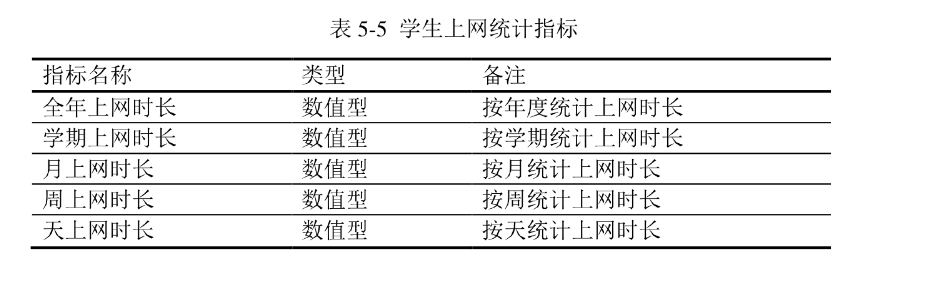 表 5-5 学生上网统计指标
指标名称 类型 备注
全年上网时长 数值型 按年度统计上网时长
学期上网时长 数值型 按学期统计上网时长
月上网时长 数值型 按月统计上网时长
周上网时长 数值型 按周统计上网时长
天上网时长 数值型 按天统计上网时长